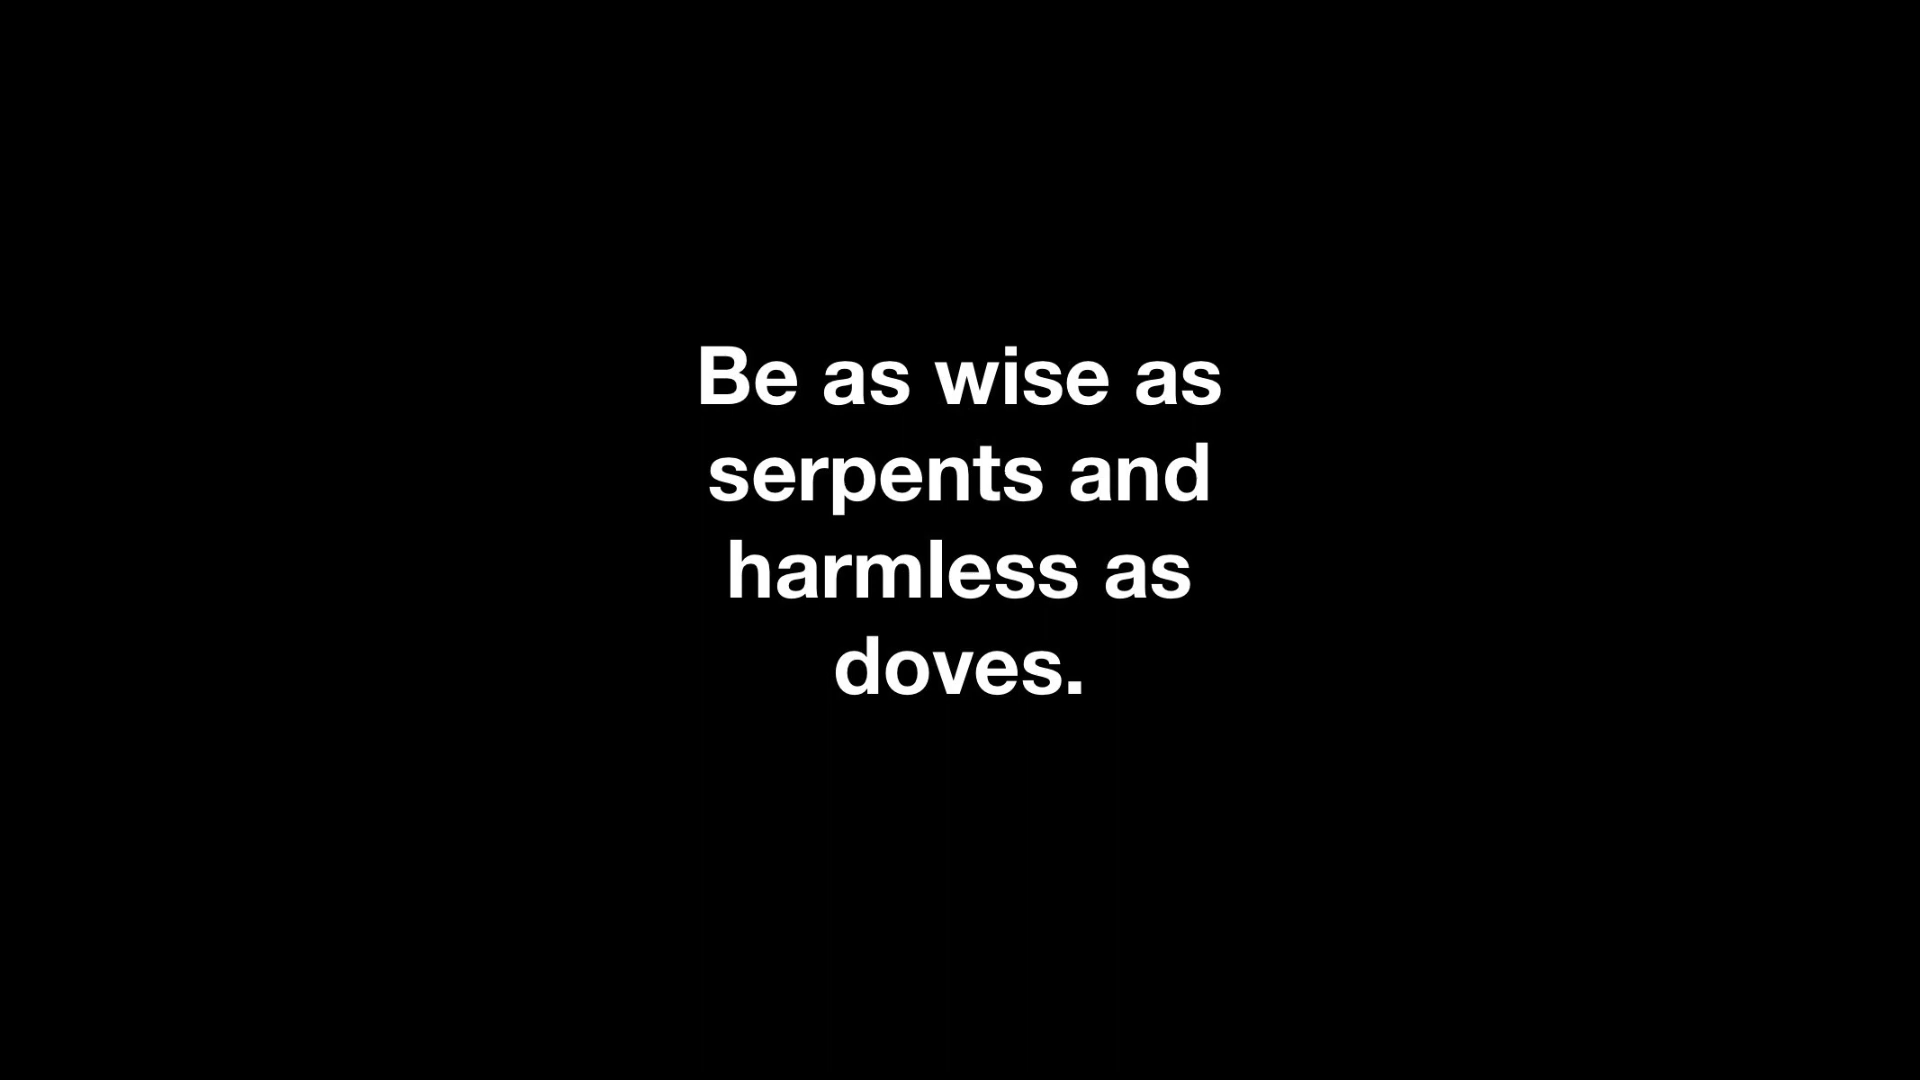 Be as wise as
serpents and
harmless as
doves.